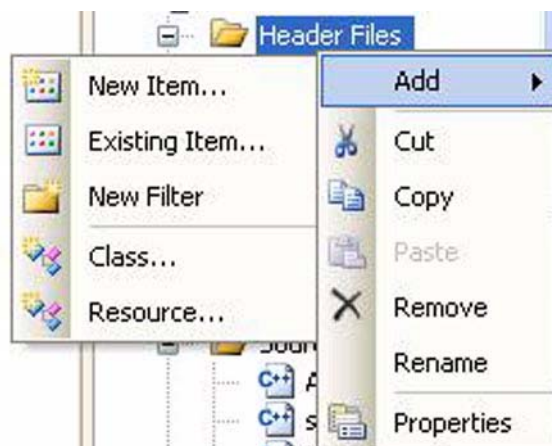 Header Files
New Item...
Existing Item...
New Filter
Class...
Resource...
Add
Cut
Copy
Paste
Remove
Rename
Properties
C++ A
C++ s